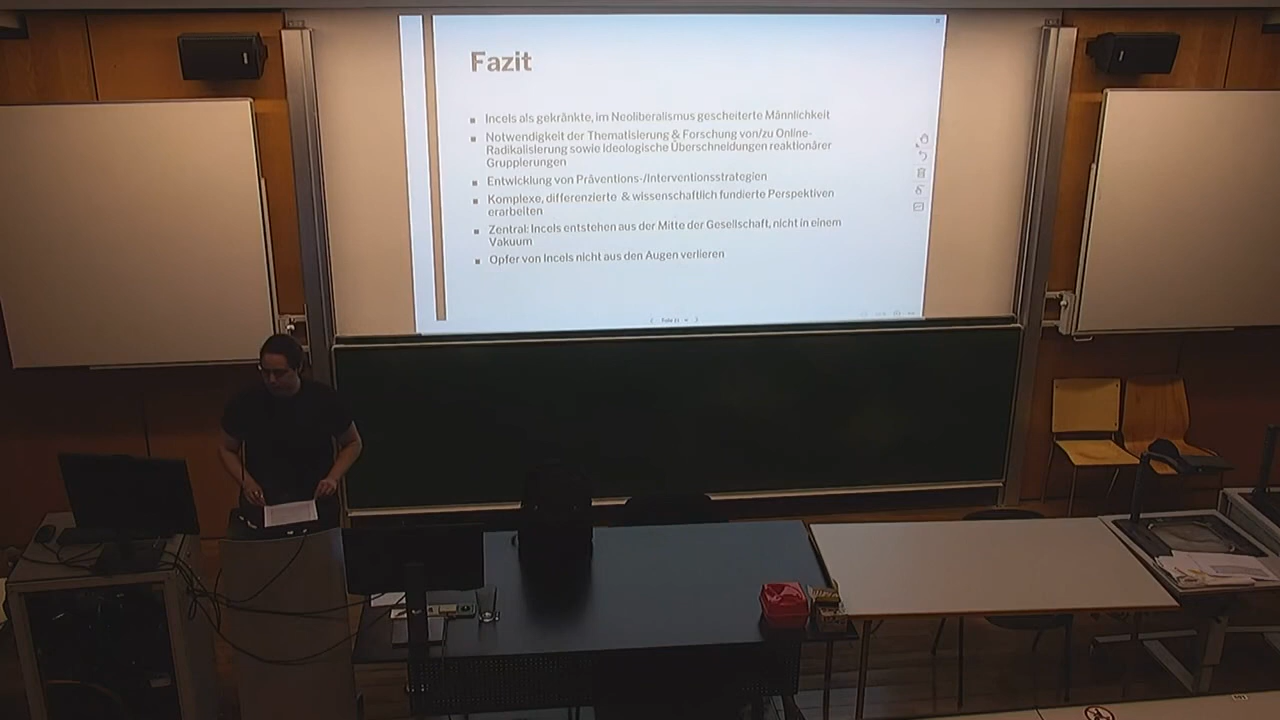 Fazit
Incels als gekränkte, im Neoliberalismus gescheiterte Männlichkeit
Notwendigkeit der Thematisierung & Forschung von/zu Online-
Radikalisierung sowie ideologische Überschneidungen reaktionärer
Gruppierungen
Entwicklung von Präventions-/Interventionsstrategien
Komplexe, differenzierte & wissenschaftlich fundierte Perspektiven
erarbeiten
Zentral: Incels entstehen aus der Mitte der Gesellschaft, nicht in einem
Vakuum
Opfer von Incels nicht aus den Augen verlieren